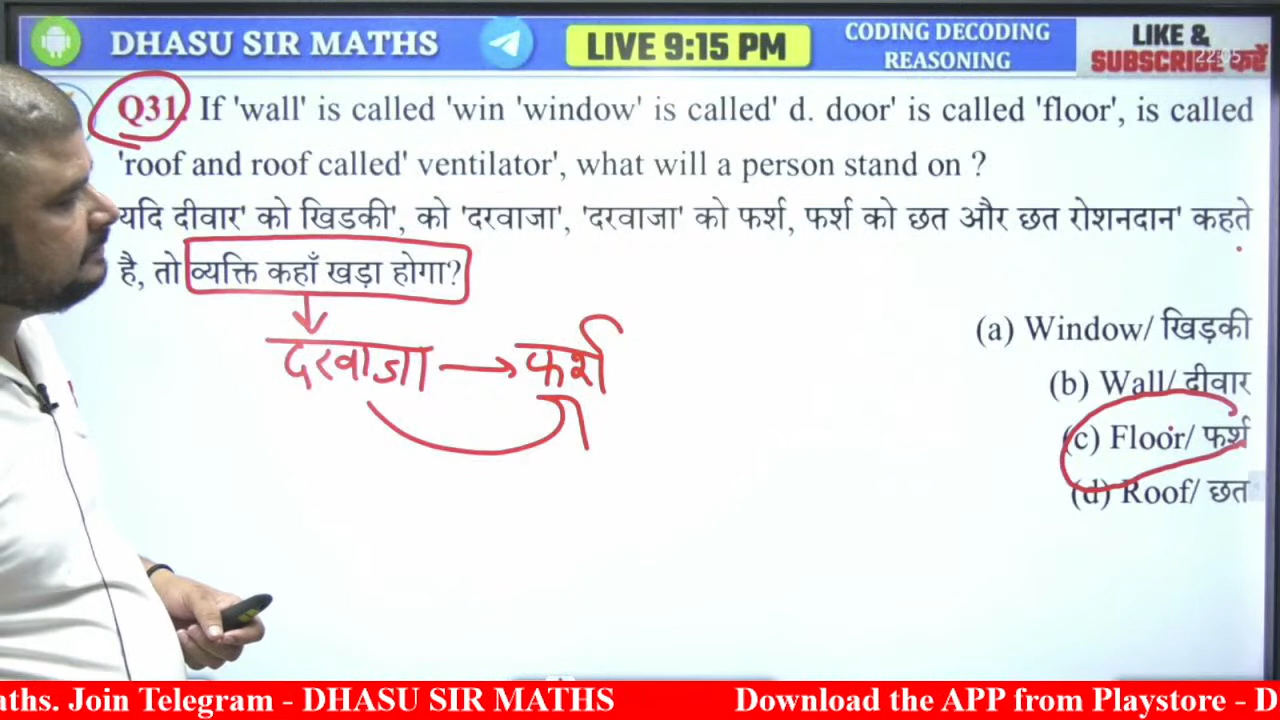 DHASU SIR MATHS
LIVE 9:15 PM
CODING DECODING
REASONING
LIKE &
SUBSCRIBE करें
22:05
Q31. If 'wall' is called 'win 'window' is called' d. door' is called 'floor', is called
'roof and roof called' ventilator', what will a person stand on ?
यदि दीवार' को खिडकी', को 'दरवाजा', 'दरवाजा' को फर्श, फर्श को छत और छत रोशनदान' कहते
है, तो व्यक्ति कहाँ खड़ा होगा?
(a) Window/ खिड़की
दरवाजा → फर्श
(b) Wall/ दीवार
(c) Floor/ फर्श
(d) Roof/ छत
aths. Join Telegram - DHASU SIR MATHS Download the APP from Playstore - D